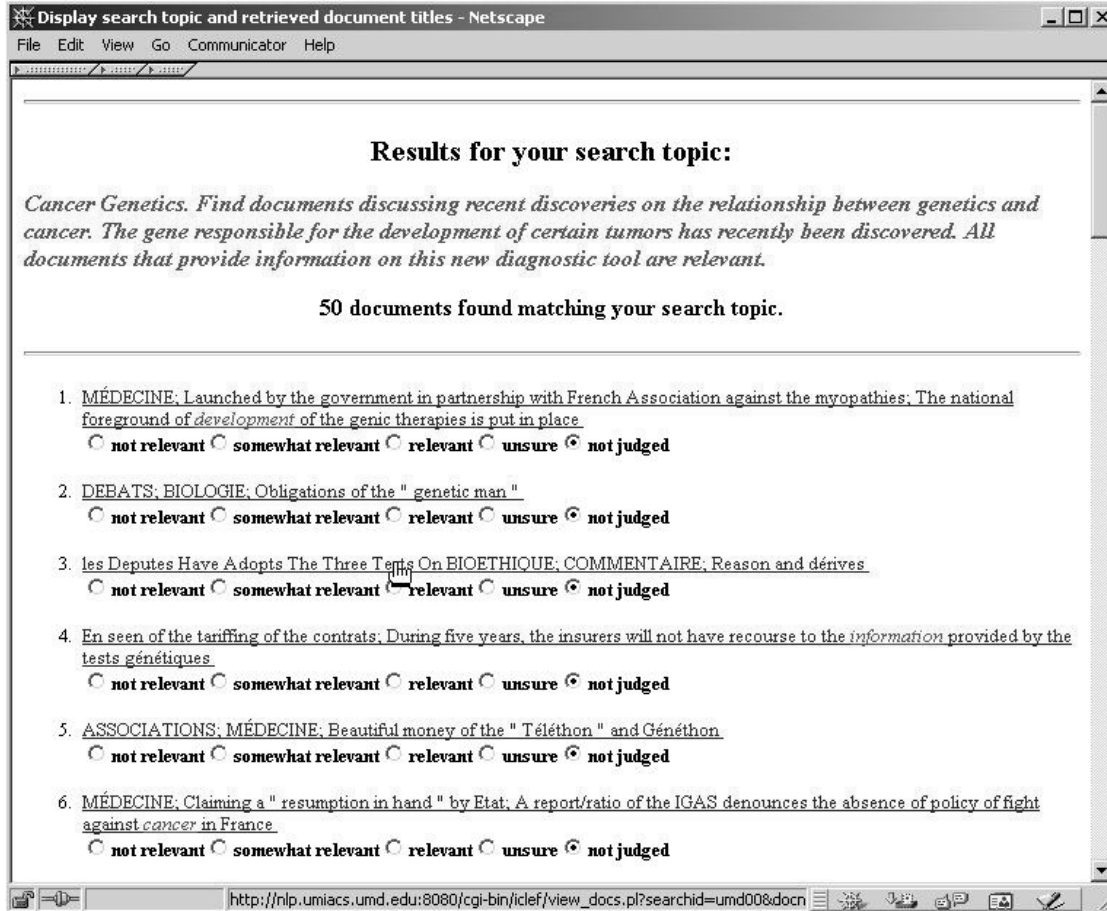 Display search topic and retrieved document titles - Netscape
File Edit View Go Communicator Help
Results for your search topic:
Cancer Genetics. Find documents discussing recent discoveries on the relationship between genetics and
cancer. The gene responsible for the development of certain tumors has recently been discovered. All
documents that provide information on this new diagnostic tool are relevant.
50 documents found matching your search topic.
1. MÉDECINE; Launched by the government in partnership with French Association against the myopathies; The national
foreground of development of the genic therapies is put in place
not relevant somewhat relevant relevant unsure not judged
2. DEBATS; BIOLOGIE; Obligations of the " genetic man "
not relevant somewhat relevant relevant unsure not judged
3. les Deputes Have Adopts The Three Tests On BIOETHIQUE; COMMENTAIRE; Reason and dérives
not relevant somewhat relevant relevant unsure not judged
4. En seen of the tariffing of the contrats; During five years, the insurers will not have recourse to the information provided by the
tests génétiques
not relevant somewhat relevant relevant unsure not judged
5. ASSOCIATIONS; MÉDECINE; Beautiful money of the " Téléthon " and Généthon
not relevant somewhat relevant relevant unsure not judged
6. MÉDECINE; Claiming a " resumption in hand " by Etat; A report/ratio of the IGAS denounces the absence of policy of fight
against cancer in France
not relevant somewhat relevant relevant unsure not judged
http://nlp.umiacs.umd.edu:8080/cgi-bin/iclef/view_docs.pl?searchid=umd00&docn